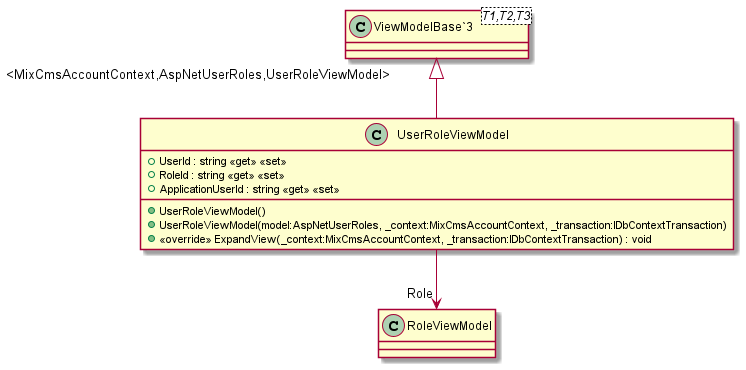 T1,T2,T3
C ViewModelBase`3
<MixCmsAccountContext,AspNetUserRoles,UserRoleViewModel>
C UserRoleViewModel
UserId : string «get» «set»
RoleId : string «get» «set»
ApplicationUserId : string «get» «set»
UserRoleViewModel()
UserRoleViewModel(model:AspNetUserRoles, _context:MixCmsAccountContext, _transaction:IDbContextTransaction)
«override» ExpandView(_context:MixCmsAccountContext, _transaction:IDbContextTransaction) : void
Role
C RoleViewModel